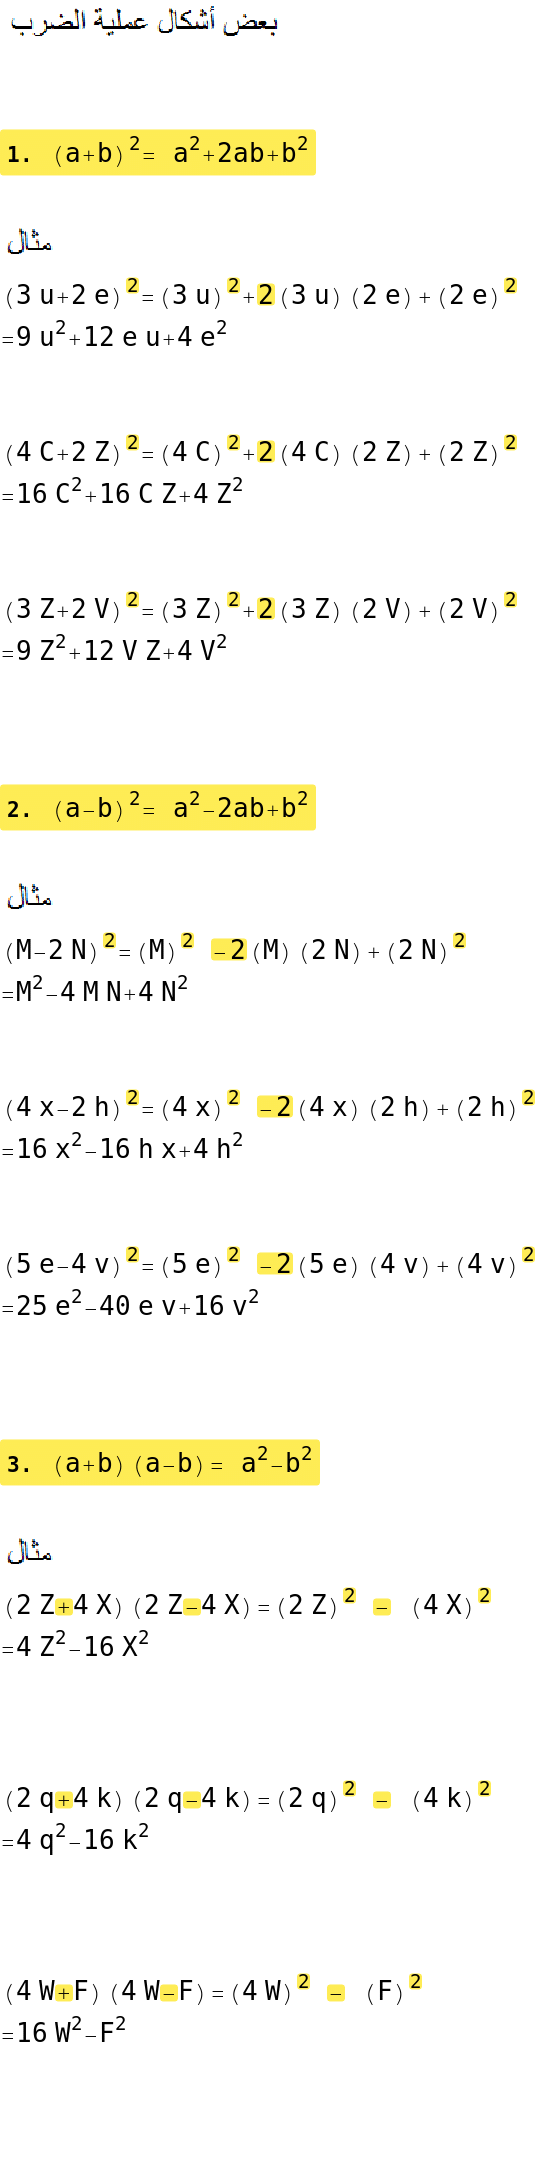 بعض أشكال عملية الضرب
1. (a+b)²= a²+2ab+b²
مثال
(3 u+2 e)²=(3 u)²+2(3 u) (2 e)+(2 e)²
=9 u²+12 e u+4 e²
(4 C+2 Z)²=(4 C)²+2(4 C) (2 Z)+(2 Z)²
=16 C²+16 C Z+4 Z²
(3 Z+2 V)²=(3 Z)²+2(3 Z) (2 V)+(2 V)²
=9 Z²+12 V Z+4 V²
2. (a−b)²= a²−2ab+b²
مثال
(M−2 N)²=(M)² −2(M) (2 N)+(2 N)²
=M²−4 M N+4 N²
(4 x−2 h)²=(4 x)² −2(4 x) (2 h)+(2 h)²
=16 x²−16 h x+4 h²
(5 e−4 v)²=(5 e)² −2(5 e) (4 v)+(4 v)²
=25 e²−40 e v+16 v²
3. (a+b)(a−b)= a²−b²
مثال
(2 Z+4 X) (2 Z−4 X)=(2 Z)² − (4 X)²
=4 Z²−16 X²
(2 q+4 k) (2 q−4 k)=(2 q)² − (4 k)²
=4 q²−16 k²
(4 W+F) (4 W−F)=(4 W)² − (F)²
=16 W²−F²